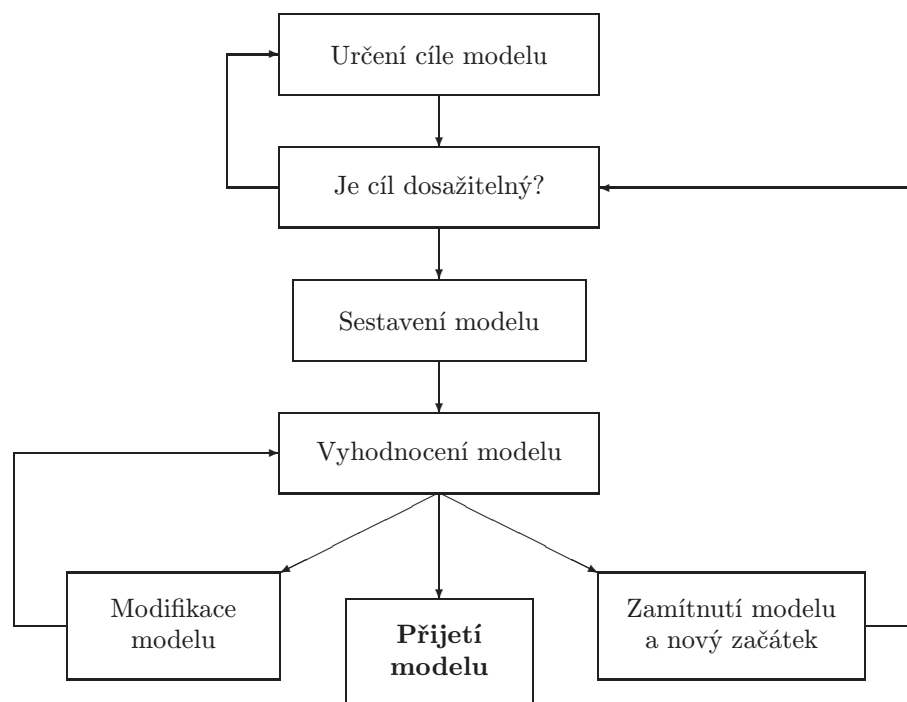 Určení cíle modelu
Je cíl dosažitelný?
Sestavení modelu
Vyhodnocení modelu
Modifikace
modelu
Přijetí
modelu
Zamítnutí modelu
a nový začátek